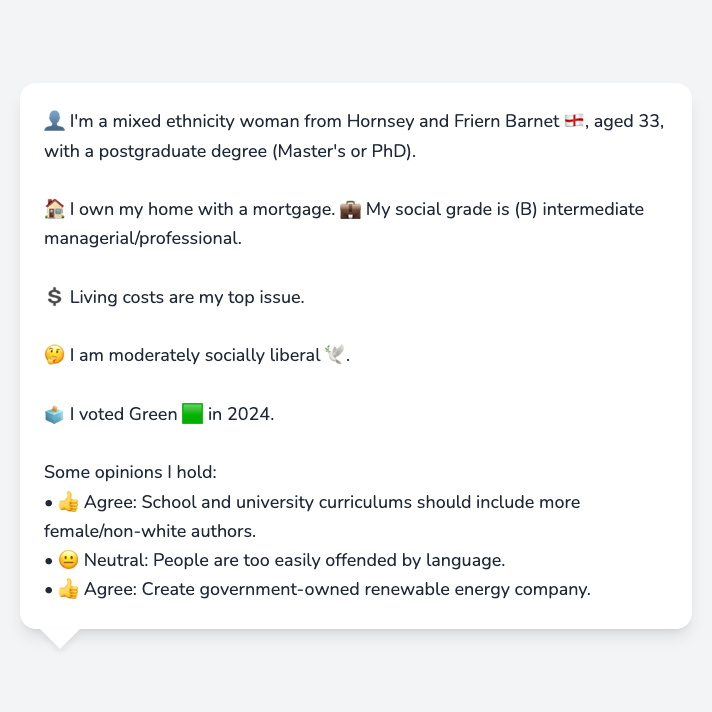 👤 I'm a mixed ethnicity woman from Hornsey and Friern Barnet 🏴󠁧󠁢󠁥󠁮󠁧󠁿, aged 33,
with a postgraduate degree (Master's or PhD).
🏠 I own my home with a mortgage. 💼 My social grade is (B) intermediate
managerial/professional.
💲 Living costs are my top issue.
🤔 I am moderately socially liberal 🕊️.
🗳️ I voted Green 🟩 in 2024.
Some opinions I hold:
• 👍 Agree: School and university curriculums should include more
female/non-white authors.
• 😐 Neutral: People are too easily offended by language.
• 👍 Agree: Create government-owned renewable energy company.